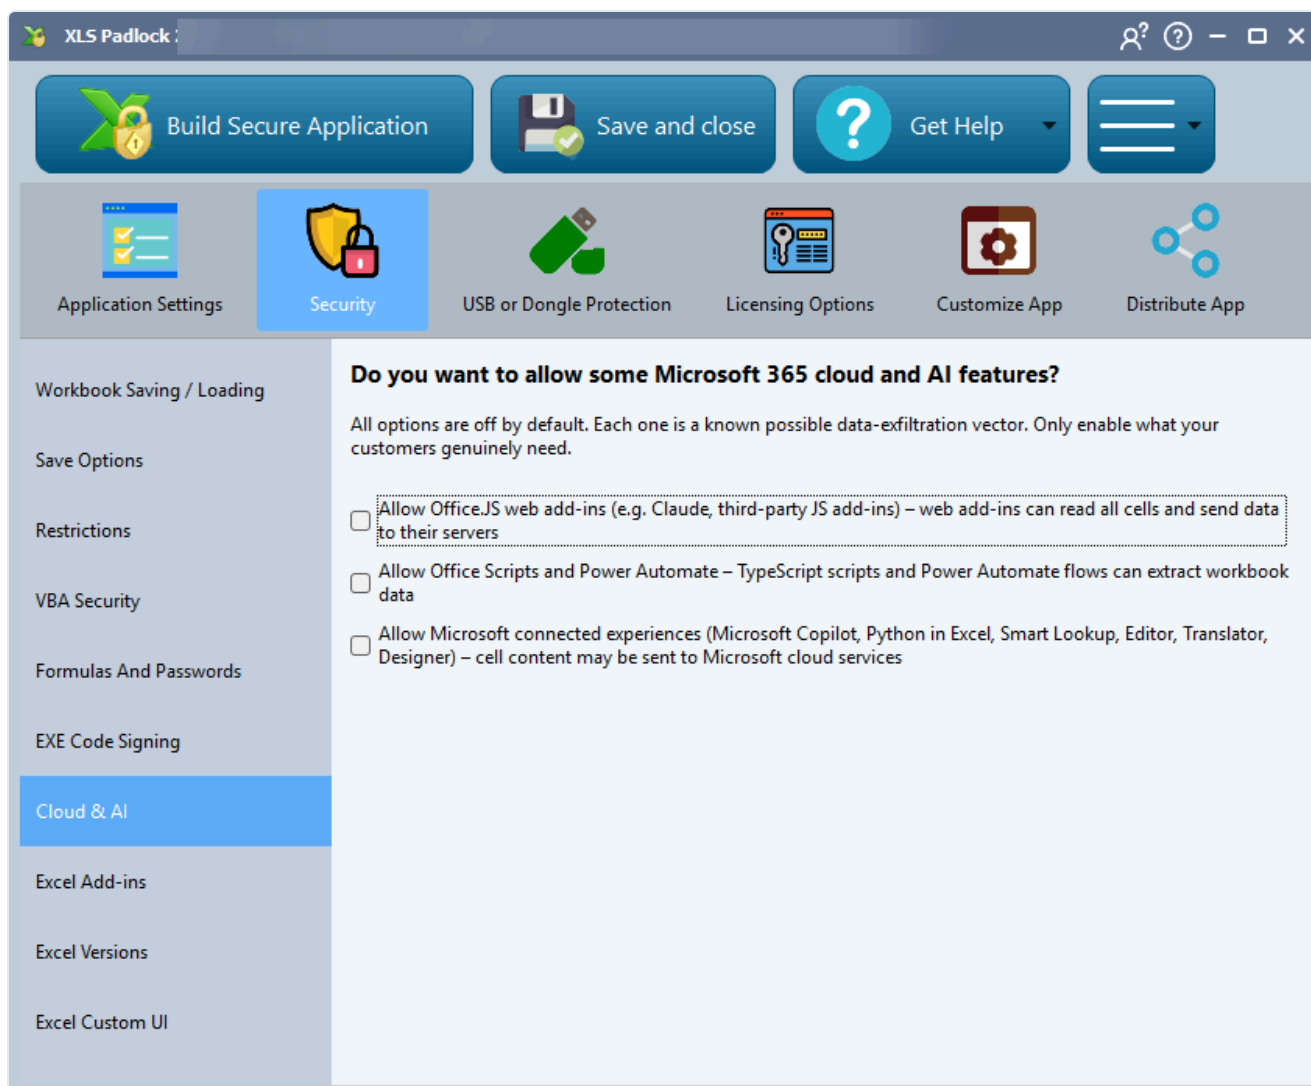 XLS Padlock
Build Secure Application
Save and close
Get Help
Application Settings
Security
USB or Dongle Protection
Licensing Options
Customize App
Distribute App
Workbook Saving / Loading
Save Options
Restrictions
VBA Security
Formulas And Passwords
EXE Code Signing
Cloud & AI
Excel Add-ins
Excel Versions
Excel Custom UI
Do you want to allow some Microsoft 365 cloud and AI features?
All options are off by default. Each one is a known possible data-exfiltration vector. Only enable what your
customers genuinely need.
Allow Office.JS web add-ins (e.g. Claude, third-party JS add-ins) – web add-ins can read all cells and send data
to their servers
Allow Office Scripts and Power Automate – TypeScript scripts and Power Automate flows can extract workbook
data
Allow Microsoft connected experiences (Microsoft Copilot, Python in Excel, Smart Lookup, Editor, Translator,
Designer) – cell content may be sent to Microsoft cloud services